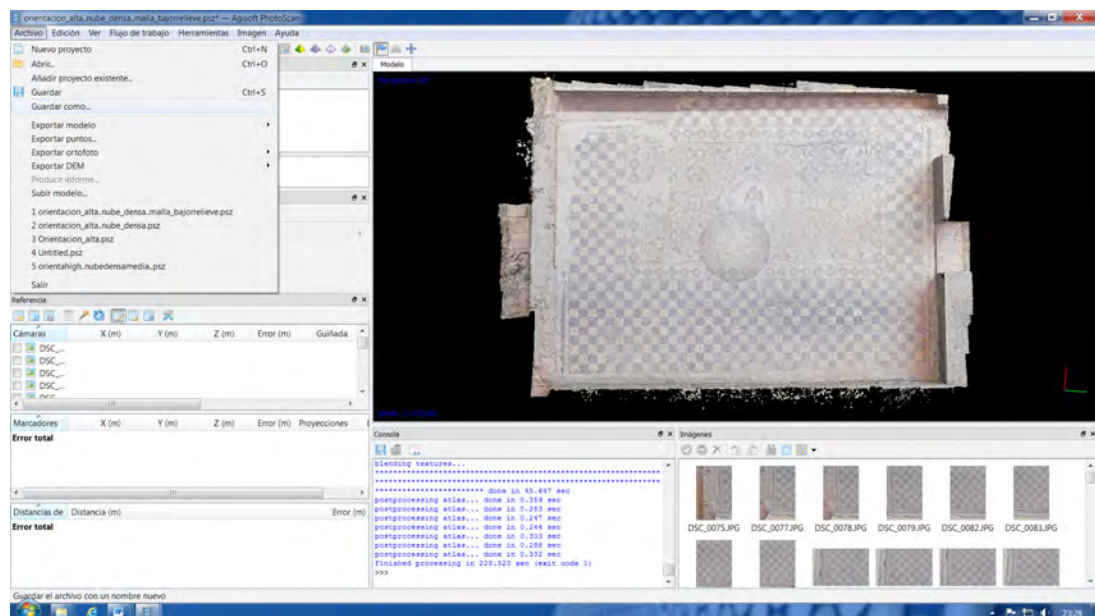 orientacion_alta..nube_densa..malla_bajorrelieve.psz* — Agisoft PhotoScan
Archivo Edición Ver Flujo de trabajo Herramientas Imagen Ayuda
Nuevo proyecto Ctrl+N
Abrir... Ctrl+O
Añadir proyecto existente...
Guardar Ctrl+S
Guardar como...
Exportar modelo
Exportar puntos...
Exportar ortofoto
Exportar DEM
Producir informe...
Subir modelo...
1 orientacion_alta..nube_densa..malla_bajorrelieve.psz
2 orientacion_alta..nube_densa.psz
3 Orientacion_alta.psz
4 Untitled.psz
5 orientahigh..nubedensamedia..psz
Salir
Modelo
Referencia
Cámaras X (m) Y (m) Z (m) Error (m) Guiñada
DSC_...
DSC_...
DSC_...
DSC_...
Marcadores X (m) Y (m) Z (m) Error (m) Proyecciones
Error total
Distancias de Distancia (m) Error (m)
Error total
Consola
blending textures...
done in 65.647 sec
postprocessing atlas... done in 0.359 sec
postprocessing atlas... done in 0.283 sec
postprocessing atlas... done in 0.247 sec
postprocessing atlas... done in 0.244 sec
postprocessing atlas... done in 0.303 sec
postprocessing atlas... done in 0.298 sec
postprocessing atlas... done in 0.332 sec
Finished processing in 228.523 sec (exit code 1)
>>>
Imágenes
DSC_0075.JPG DSC_0077.JPG DSC_0078.JPG DSC_0079.JPG DSC_0082.JPG DSC_0083.JPG
Guardar el archivo con un nombre nuevo
23:28